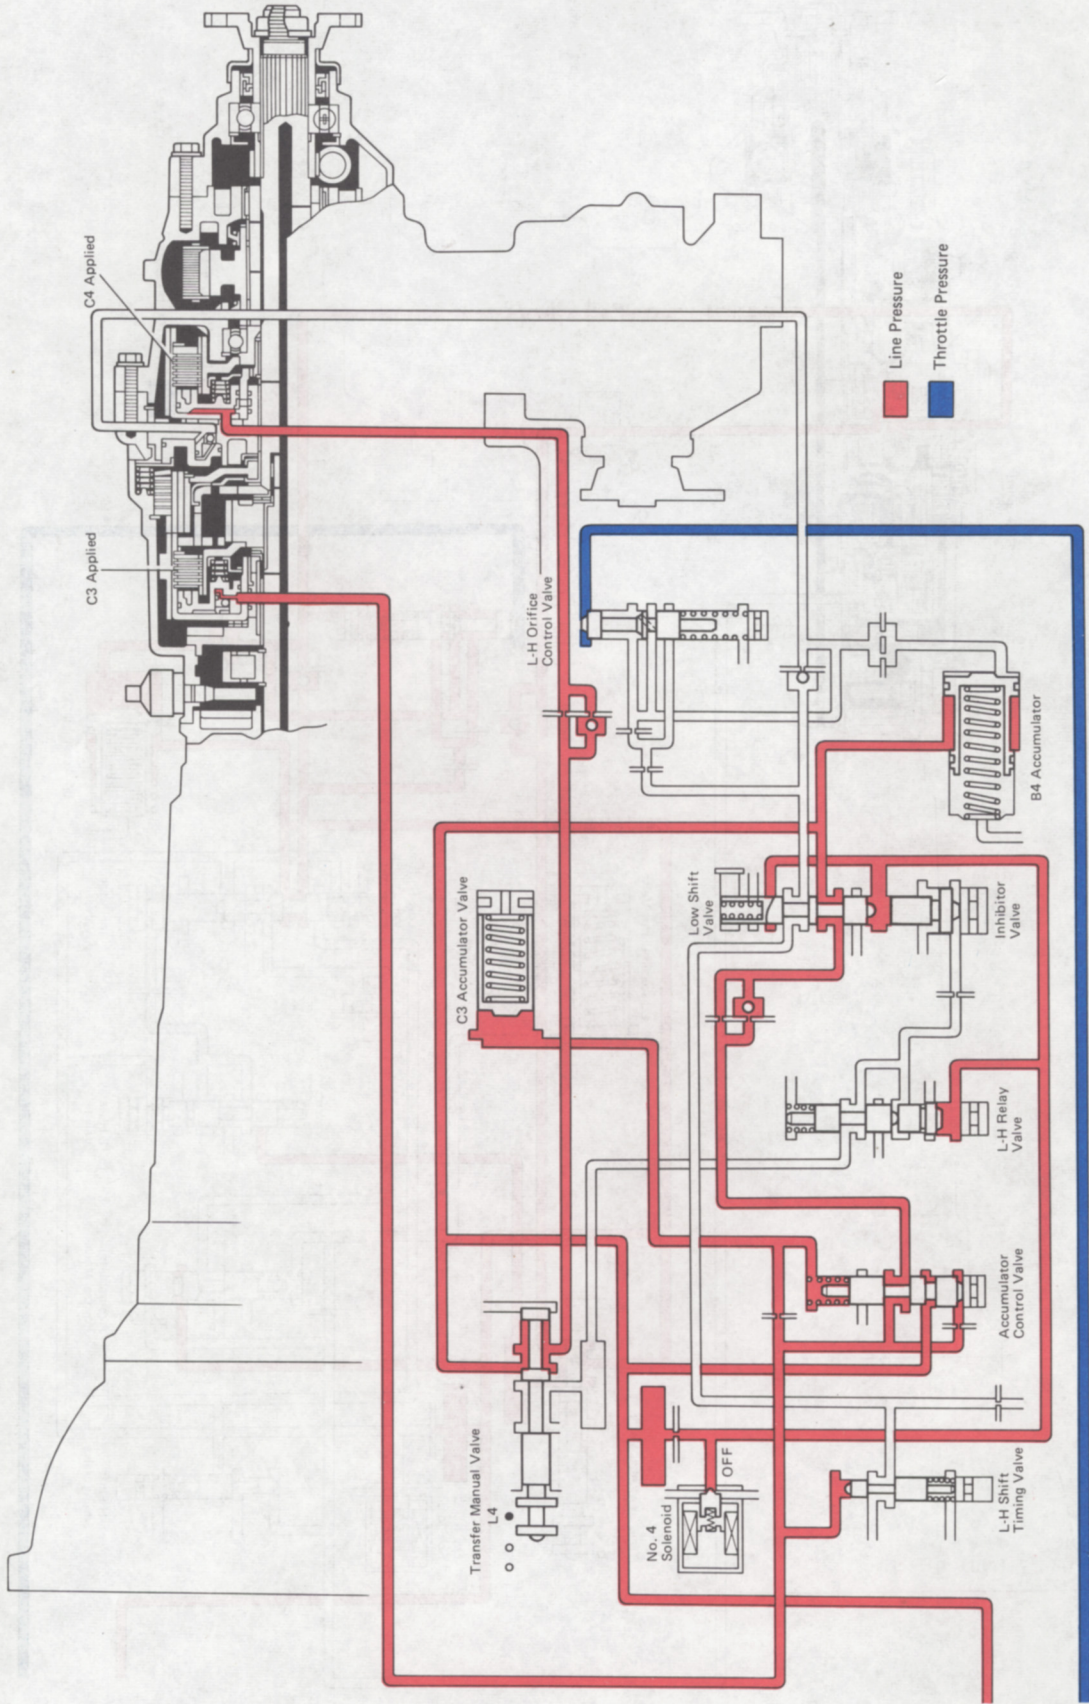 C4 Applied
C3 Applied
Line Pressure
Throttle Pressure
L-H Orifice
Control Valve
B4 Accumulator
C3 Accumulator Valve
Low Shift
Valve
Inhibitor
Valve
L-H Relay
Valve
Accumulator
Control Valve
Transfer Manual Valve
L4
No. 4
Solenoid
OFF
L-H Shift
Timing Valve